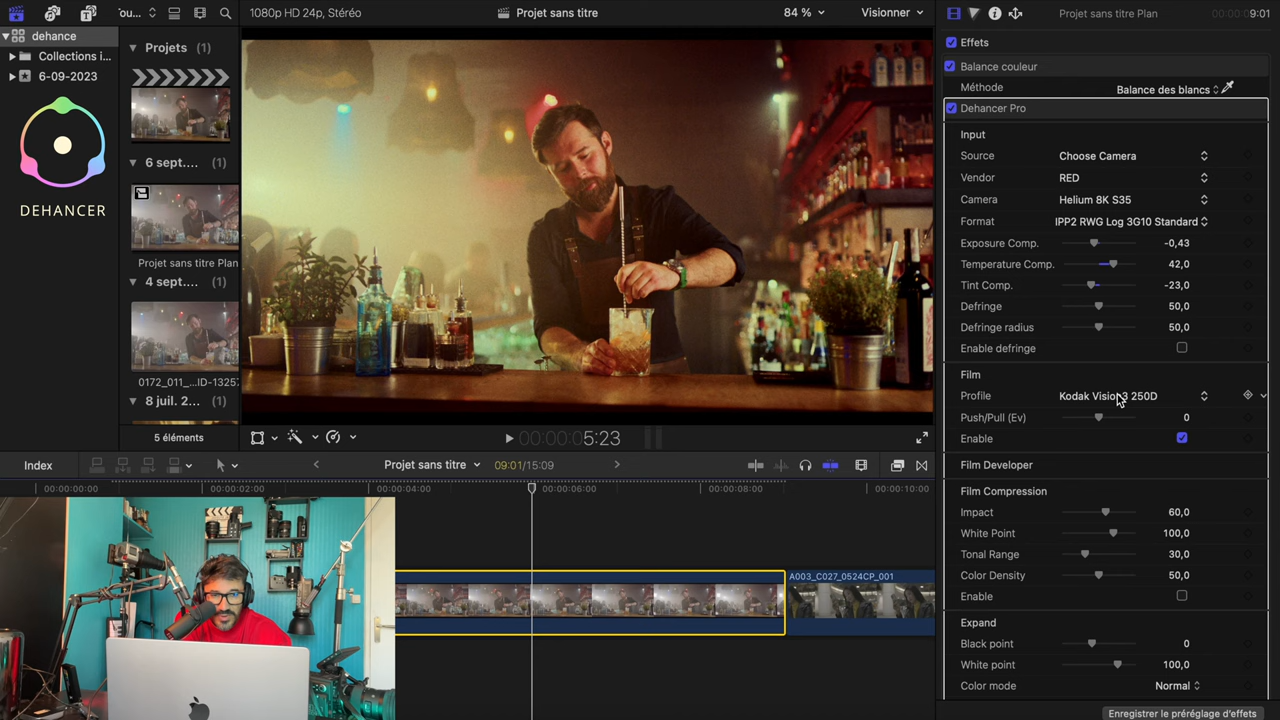 ou...
1080p HD 24p, Stéréo
Projet sans titre
84 %
Visionner
Projet sans titre Plan
00:00:00:9:01
dehance
Collections i...
6-09-2023
DEHANCER
Projets (1)
6 sept.... (1)
Projet sans titre Plan
4 sept.... (1)
0172_011_...ID-1325
8 juil. 2... (1)
5 éléments
00:00:00:5:23
Effets
Balance couleur
Méthode
Balance des blancs
Dehancer Pro
Input
Source
Choose Camera
Vendor
RED
Camera
Helium 8K S35
Format
IPP2 RWG Log 3G10 Standard
Exposure Comp.
-0,43
Temperature Comp.
42,0
Tint Comp.
-23,0
Defringe
50,0
Defringe radius
50,0
Enable defringe
Film
Profile
Kodak Vision3 250D
Push/Pull (Ev)
0
Enable
Film Developer
Film Compression
Impact
60,0
White Point
100,0
Tonal Range
30,0
Color Density
50,0
Enable
Expand
Black point
0
White point
100,0
Color mode
Normal
Enregistrer le préréglage d'effets
Index
Projet sans titre
09:01/15:09
00:00:00:00
00:00:02:00
00:00:04:00
00:00:06:00
00:00:08:00
00:00:10:00
A003_C027_0524CP_001